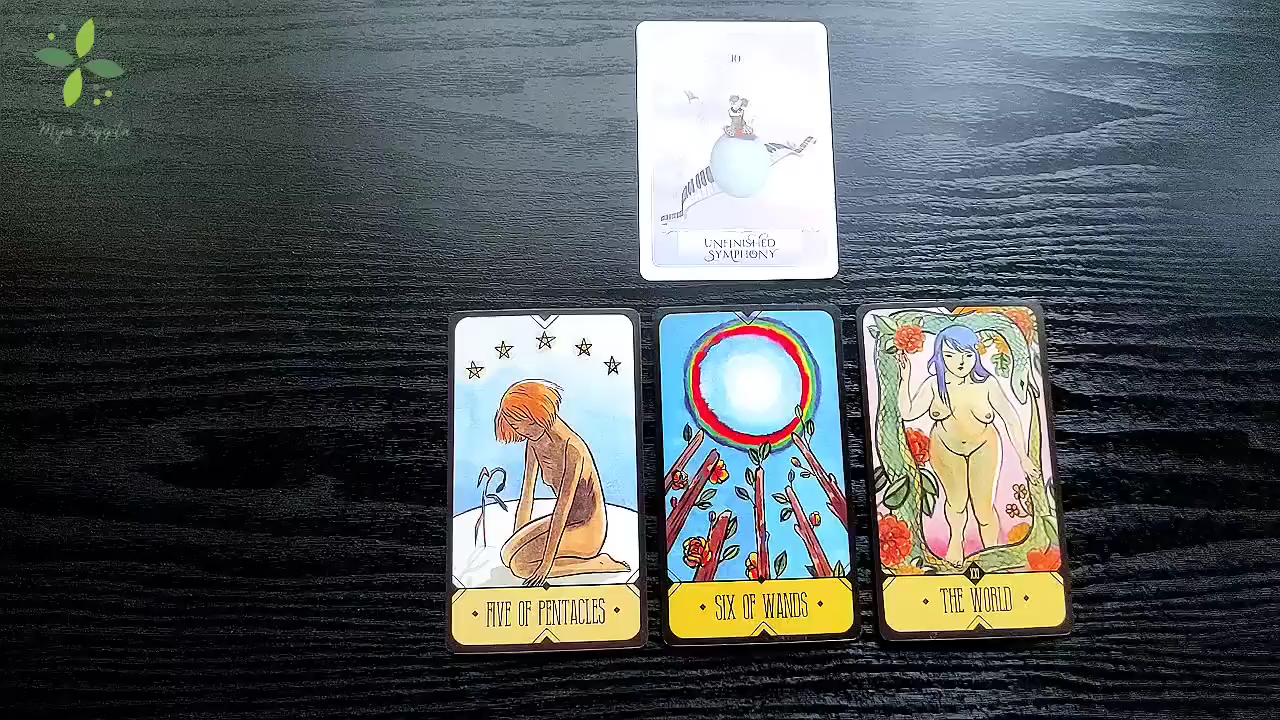 10
UNFINISHED
SYMPHONY
FIVE OF PENTACLES
SIX OF WANDS
XXI
THE WORLD